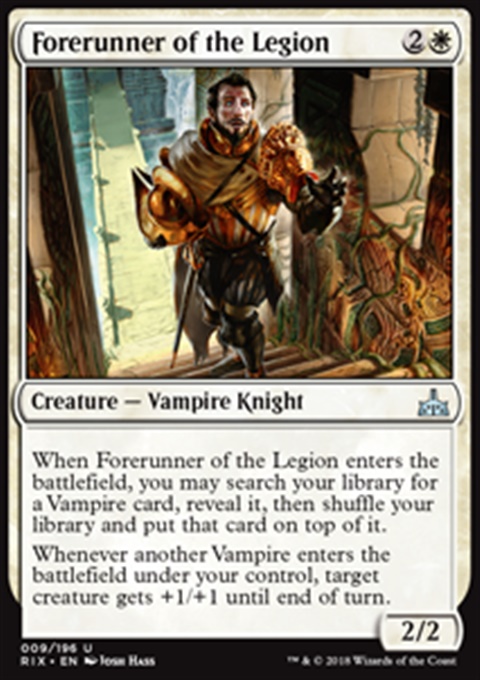 Forerunner of the Legion 2
Creature — Vampire Knight
When Forerunner of the Legion enters the
battlefield, you may search your library for
a Vampire card, reveal it, then shuffle your
library and put that card on top of it.
Whenever another Vampire enters the
battlefield under your control, target
creature gets +1/+1 until end of turn.
2/2
009/196 U
RIX • EN Josh Hass
™ & © 2018 Wizards of the Coast